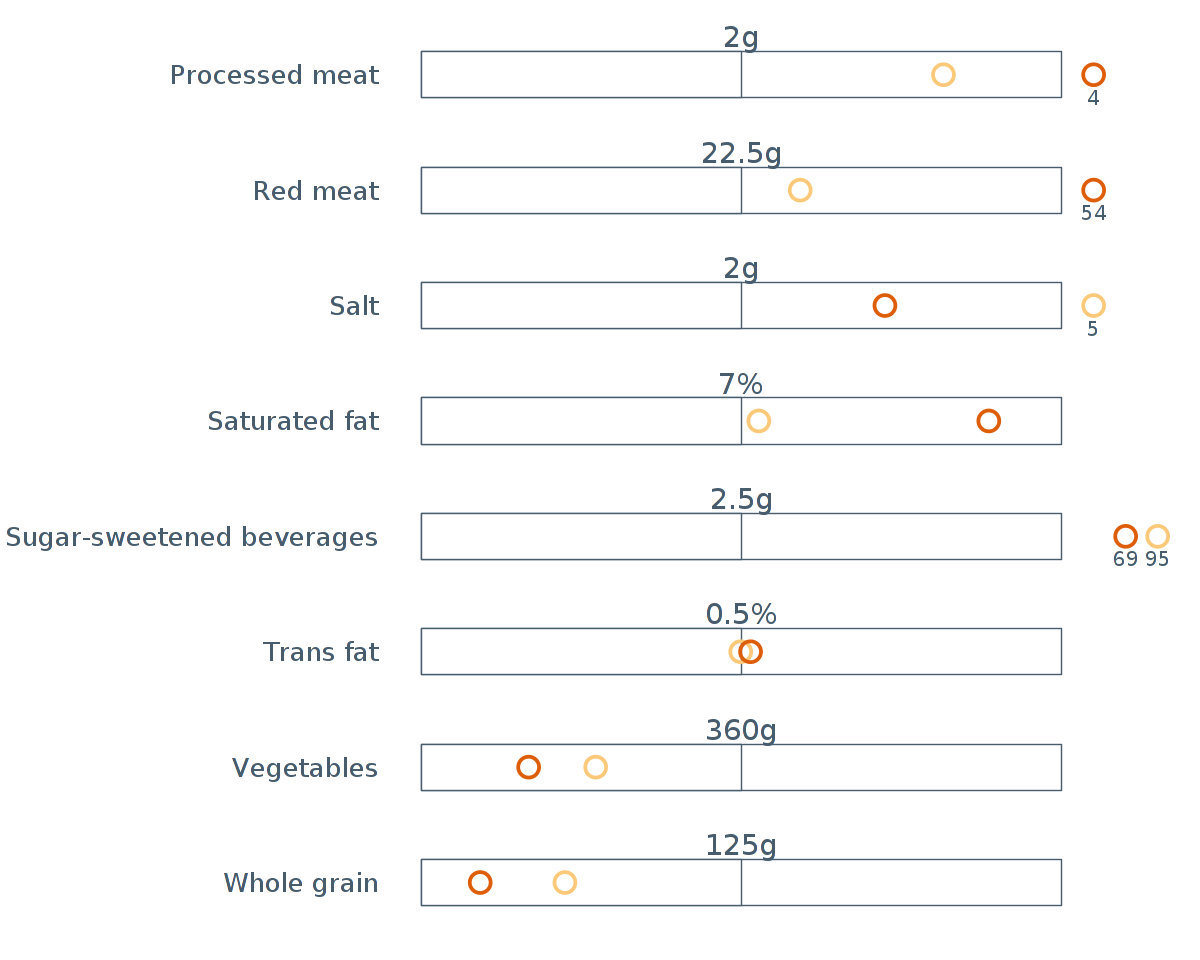 2g
Processed meat
4
22.5g
Red meat
54
2g
Salt
5
7%
Saturated fat
2.5g
Sugar-sweetened beverages
69 95
0.5%
Trans fat
360g
Vegetables
125g
Whole grain